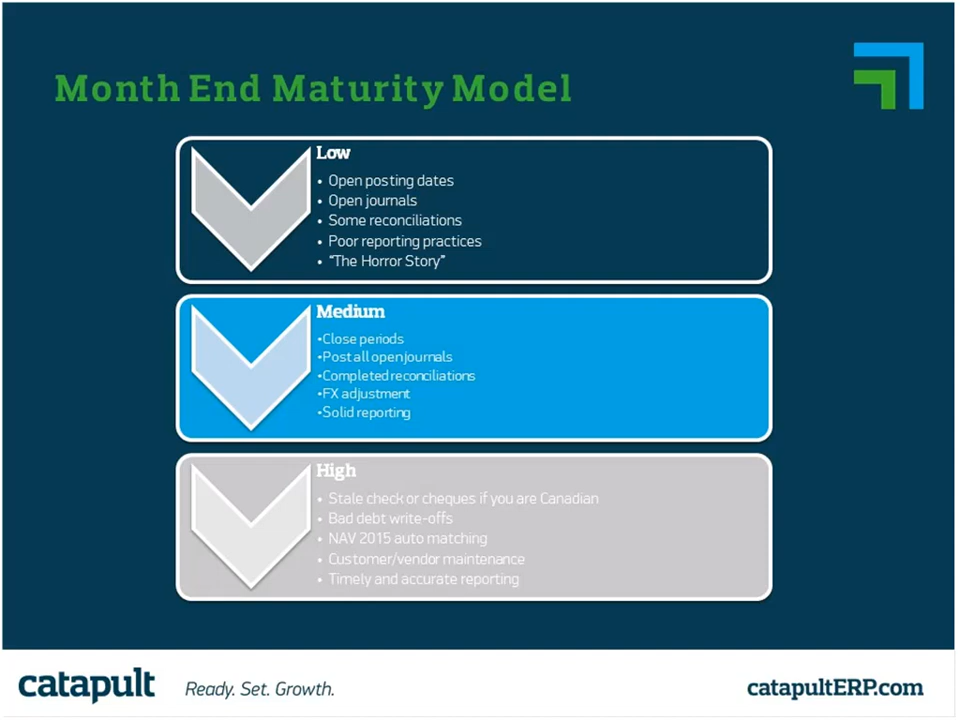 Month End Maturity Model
Low
• Open posting dates
• Open journals
• Some reconciliations
• Poor reporting practices
• “The Horror Story”
Medium
•Close periods
•Post all open journals
•Completed reconciliations
•FX adjustment
•Solid reporting
High
• Stale check or cheques if you are Canadian
• Bad debt write-offs
• NAV 2015 auto matching
• Customer/vendor maintenance
• Timely and accurate reporting
catapult Ready. Set. Growth. catapultERP.com